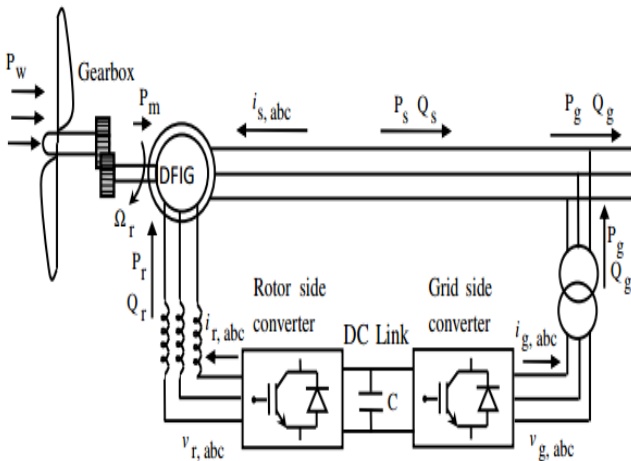 P_w
Gearbox
P_m
i_s, abc
P_s Q_s
P_g Q_g
DFIG
Ω_r
P_r
Q_r
P_g
Q_g
Rotor side
converter
Grid side
converter
i_r, abc
DC Link
i_g, abc
C
v_r, abc
v_g, abc